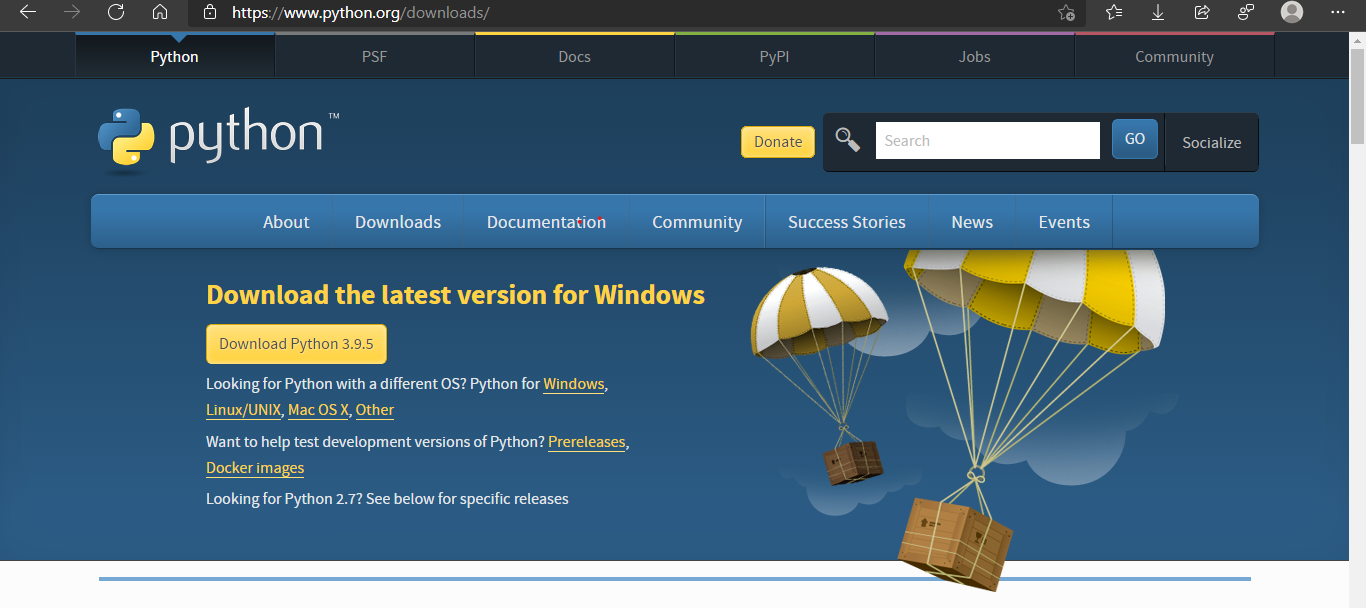 https://www.python.org/downloads/
Python PSF Docs PyPI Jobs Community
python™
Donate Search GO Socialize
About Downloads Documentation Community Success Stories News Events
Download the latest version for Windows
Download Python 3.9.5
Looking for Python with a different OS? Python for Windows,
Linux/UNIX, Mac OS X, Other
Want to help test development versions of Python? Prereleases,
Docker images
Looking for Python 2.7? See below for specific releases